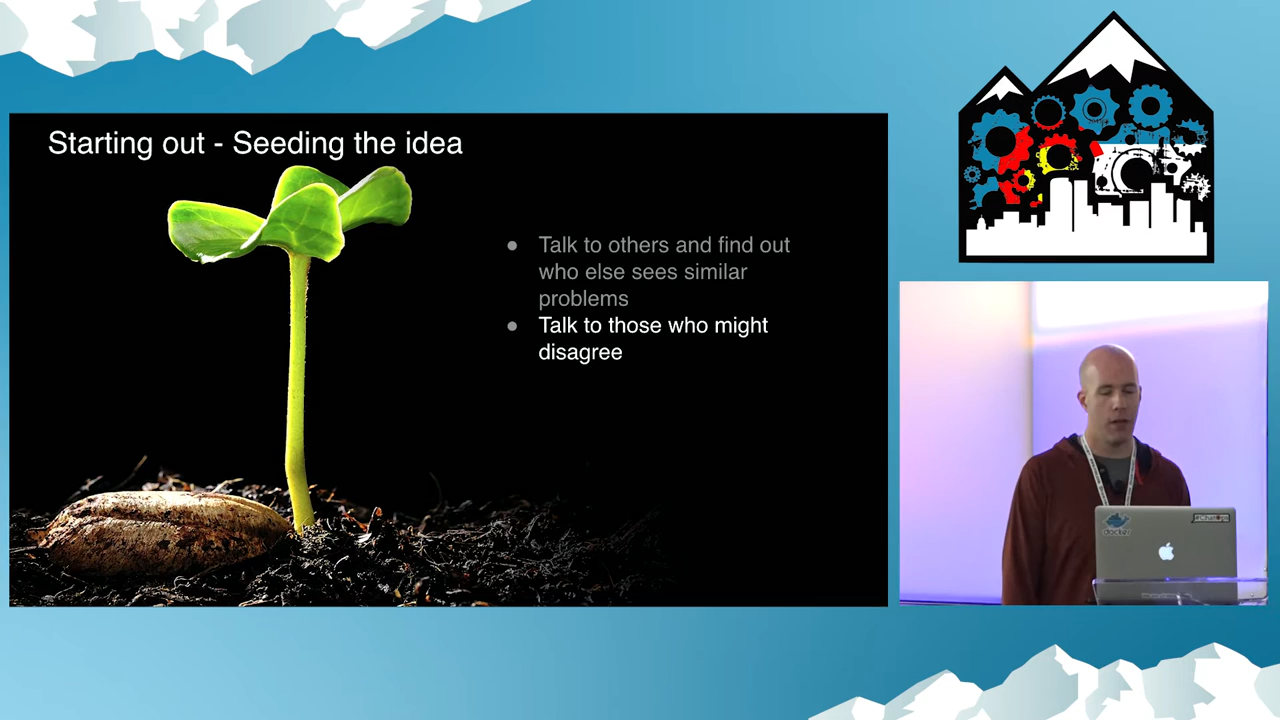 Starting out - Seeding the idea
● Talk to others and find out
who else sees similar
problems
● Talk to those who might
disagree
docker